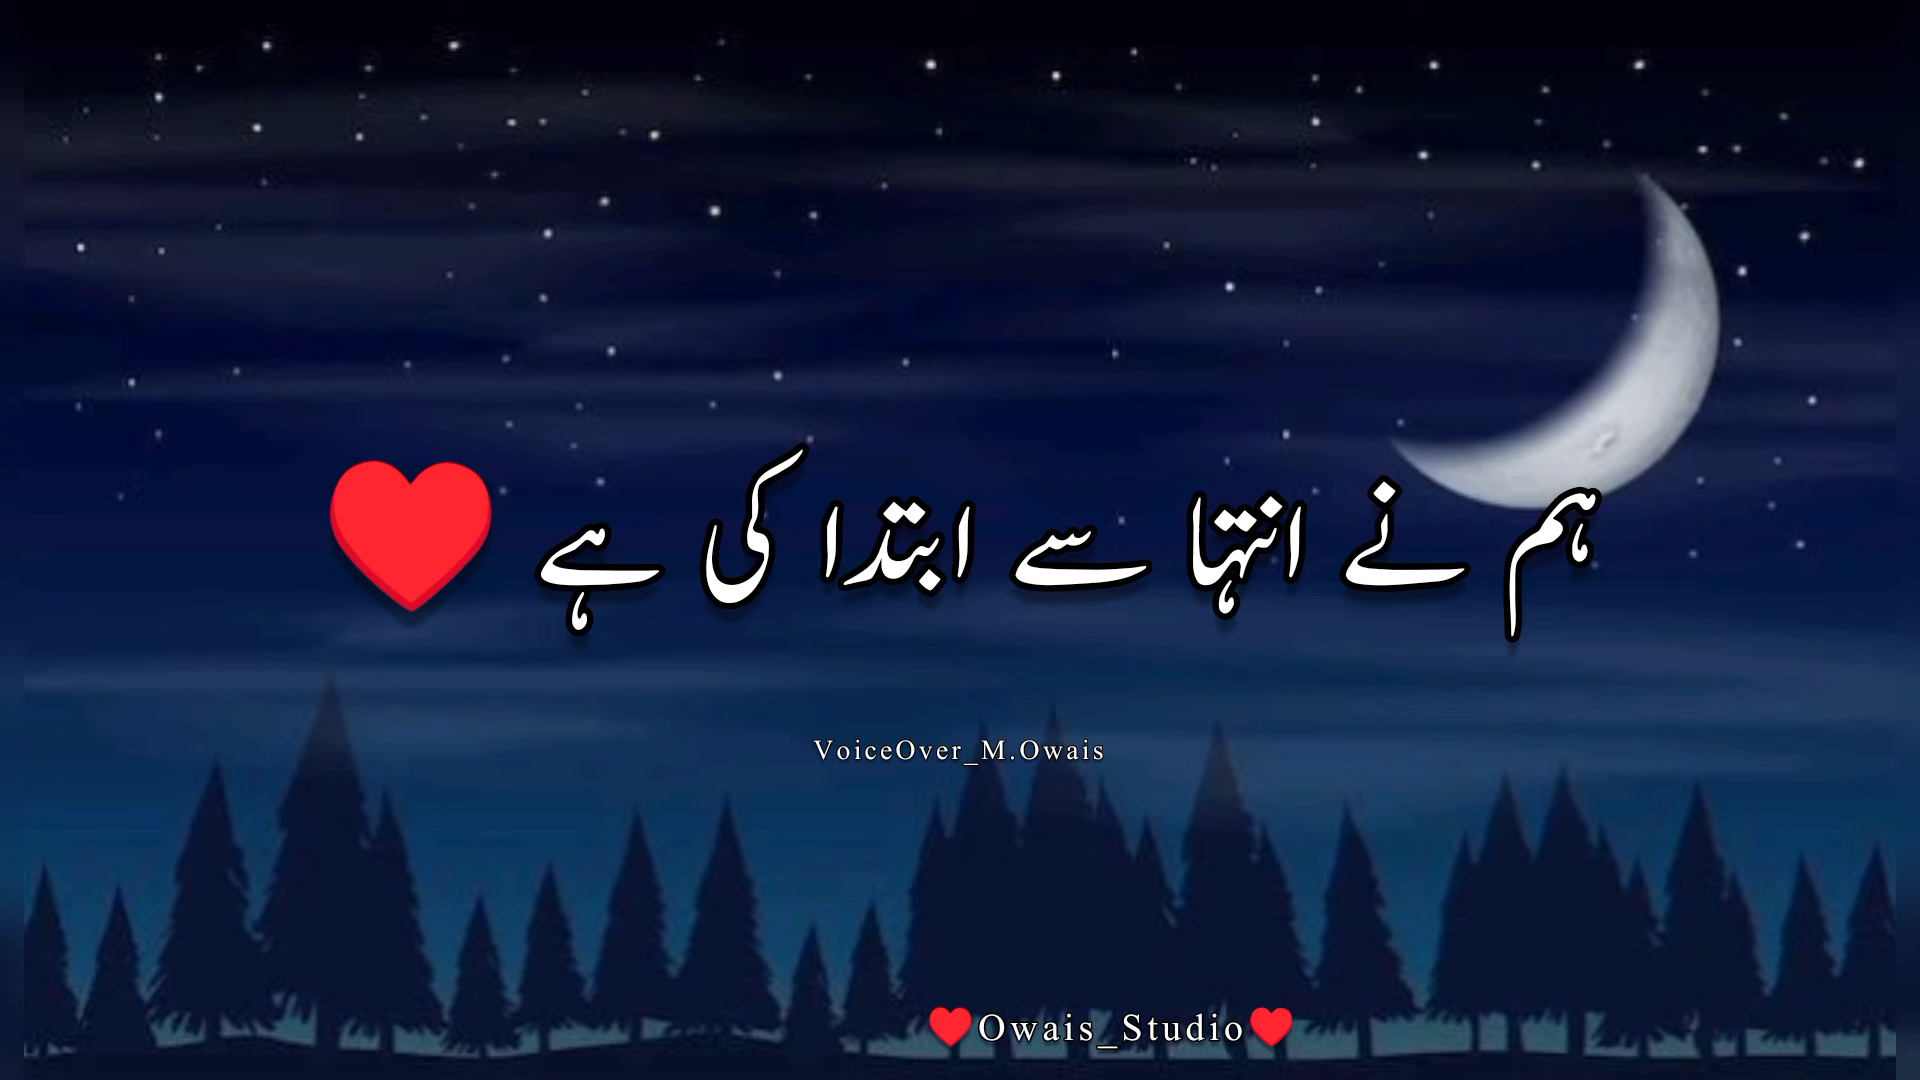 ہم نے انتہا سے ابتدا کی ہے ❤️
VoiceOver_M.Owais
❤️Owais_Studio❤️